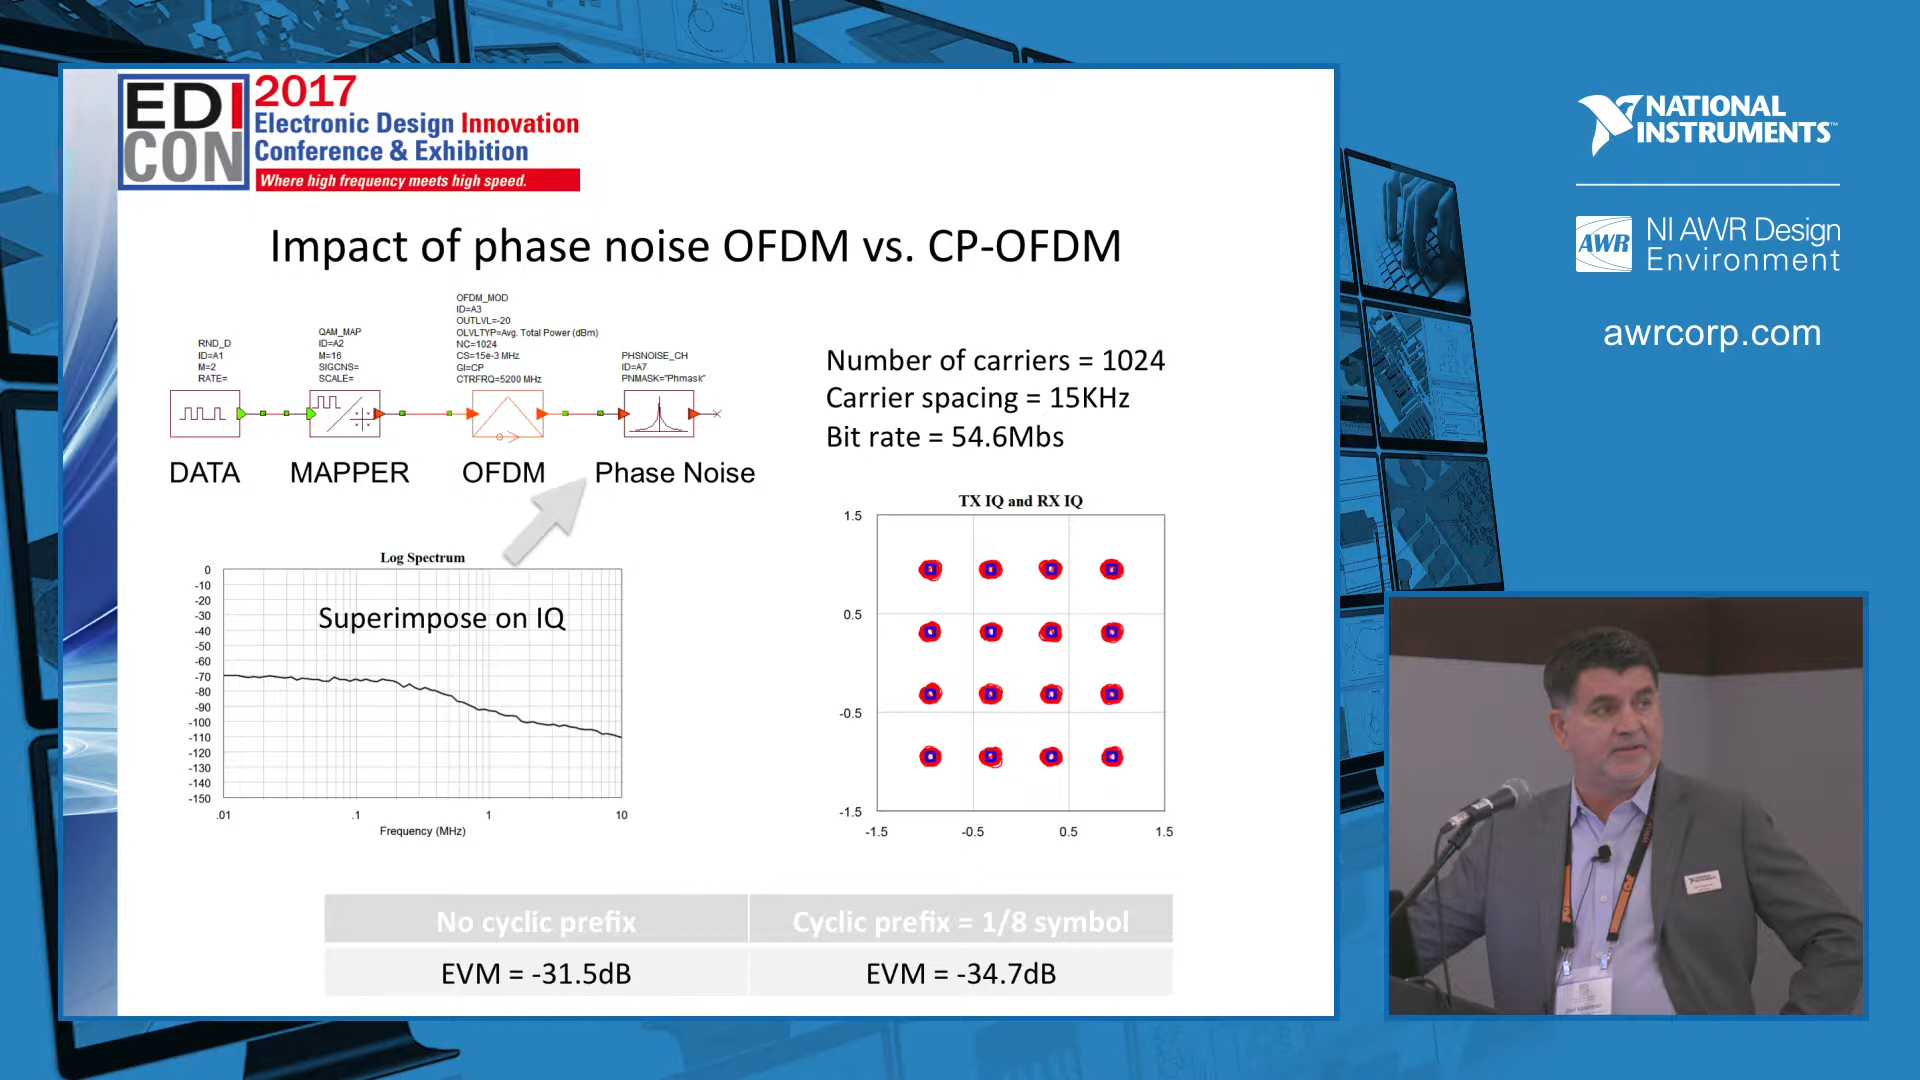 EDI CON
2017
Electronic Design Innovation
Conference & Exhibition
Where high frequency meets high speed.
NATIONAL
INSTRUMENTS™
AWR
NI AWR Design
Environment
awrcorp.com
Impact of phase noise OFDM vs. CP-OFDM
RND_D
ID=A1
M=2
RATE=
QAM_MAP
ID=A2
M=16
SIGCNS=
SCALE=
OFDM_MOD
ID=A3
OUTLVL=-20
OLVLTYP=Avg. Total Power (dBm)
NC=1024
CS=15e-3 MHz
GI=CP
CTRFRQ=5200 MHz
PHSNOISE_CH
ID=A7
PNMASK="Phmask"
DATA
MAPPER
OFDM
Phase Noise
Number of carriers = 1024
Carrier spacing = 15KHz
Bit rate = 54.6Mbs
Log Spectrum
Superimpose on IQ
0
-10
-20
-30
-40
-50
-60
-70
-80
-90
-100
-110
-120
-130
-140
-150
.01
.1
1
10
Frequency (MHz)
TX IQ and RX IQ
1.5
0.5
-0.5
-1.5
-1.5
-0.5
0.5
1.5
No cyclic prefix
Cyclic prefix = 1/8 symbol
EVM = -31.5dB
EVM = -34.7dB